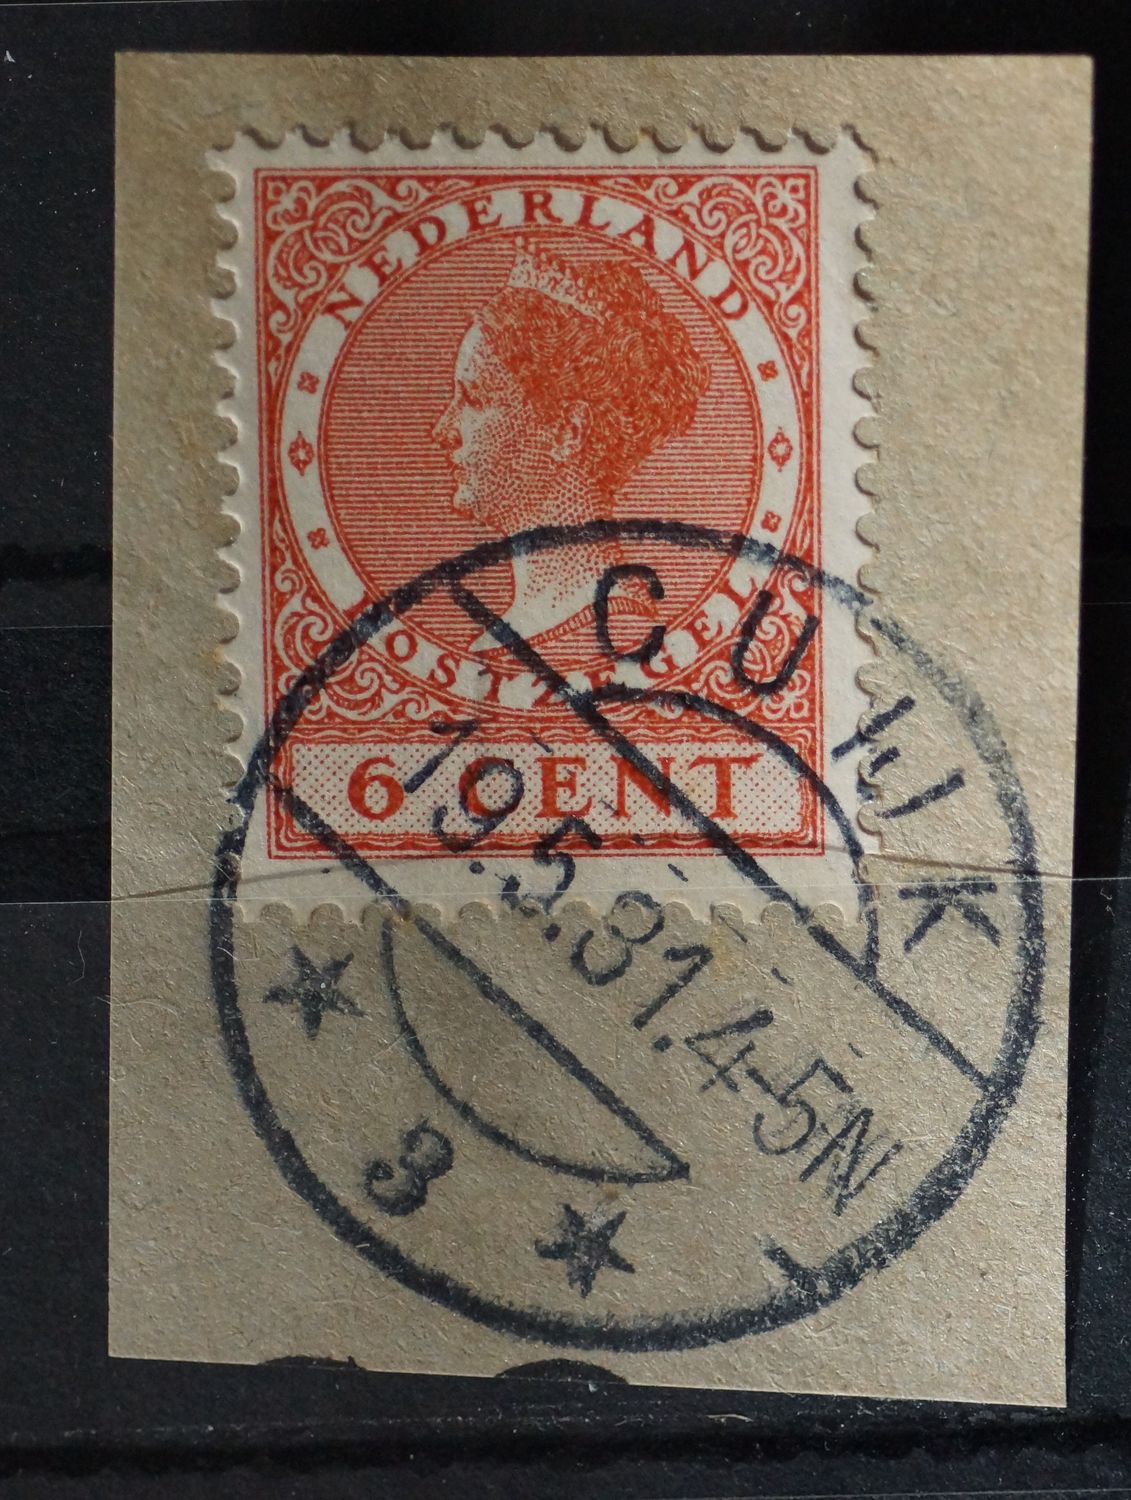 NEDERLAND
POSTZEGEL
6 CENT
CUIJK
19.5.31.4-5N
3